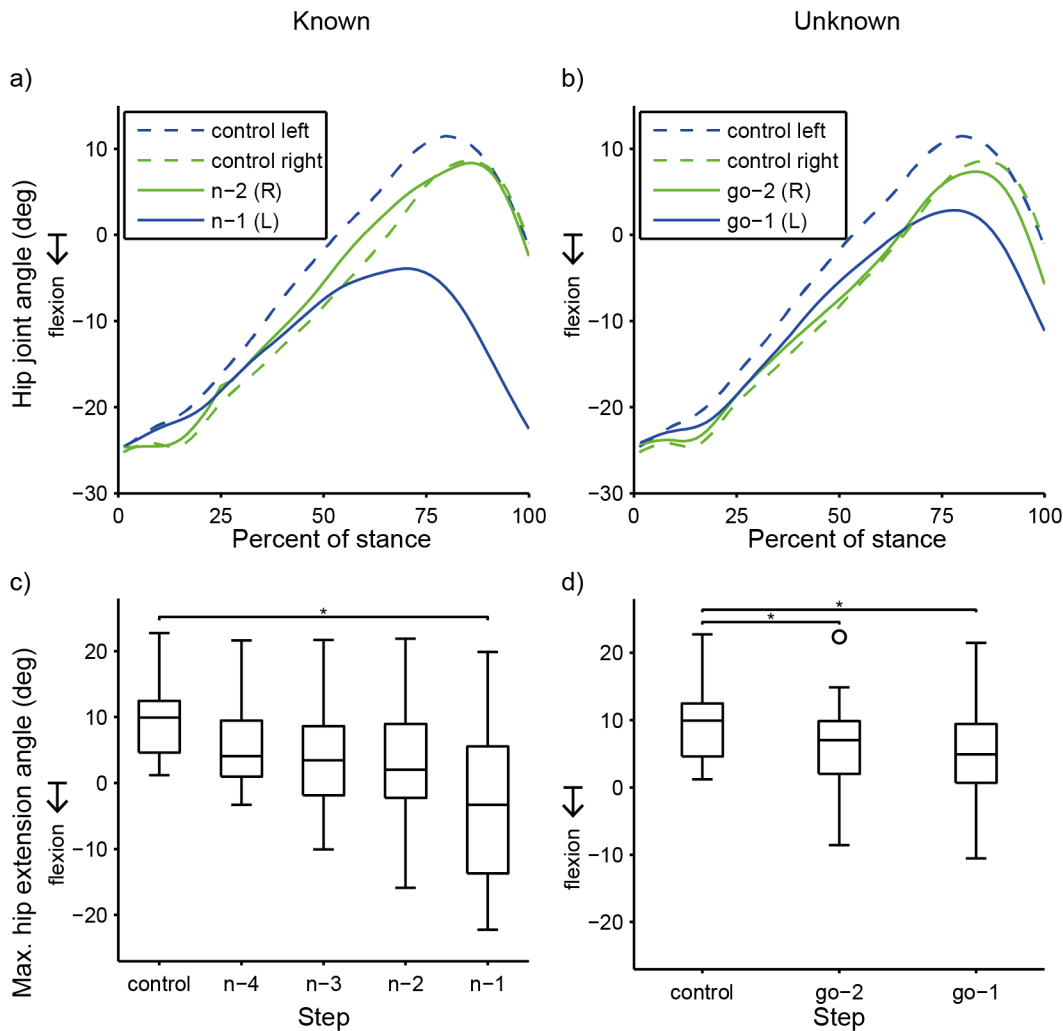 Known
Unknown
a)
b)
control left
control right
n−2 (R)
n−1 (L)
control left
control right
go−2 (R)
go−1 (L)
Hip joint angle (deg)
flexion
10
0
−10
−20
−30
0
25
50
75
100
Percent of stance
flexion
10
0
−10
−20
−30
0
25
50
75
100
Percent of stance
c)
d)
Max. hip extension angle (deg)
flexion
20
10
0
−10
−20
*
control
n−4
n−3
n−2
n−1
Step
flexion
20
10
0
−10
−20
*
*
control
go−2
go−1
Step